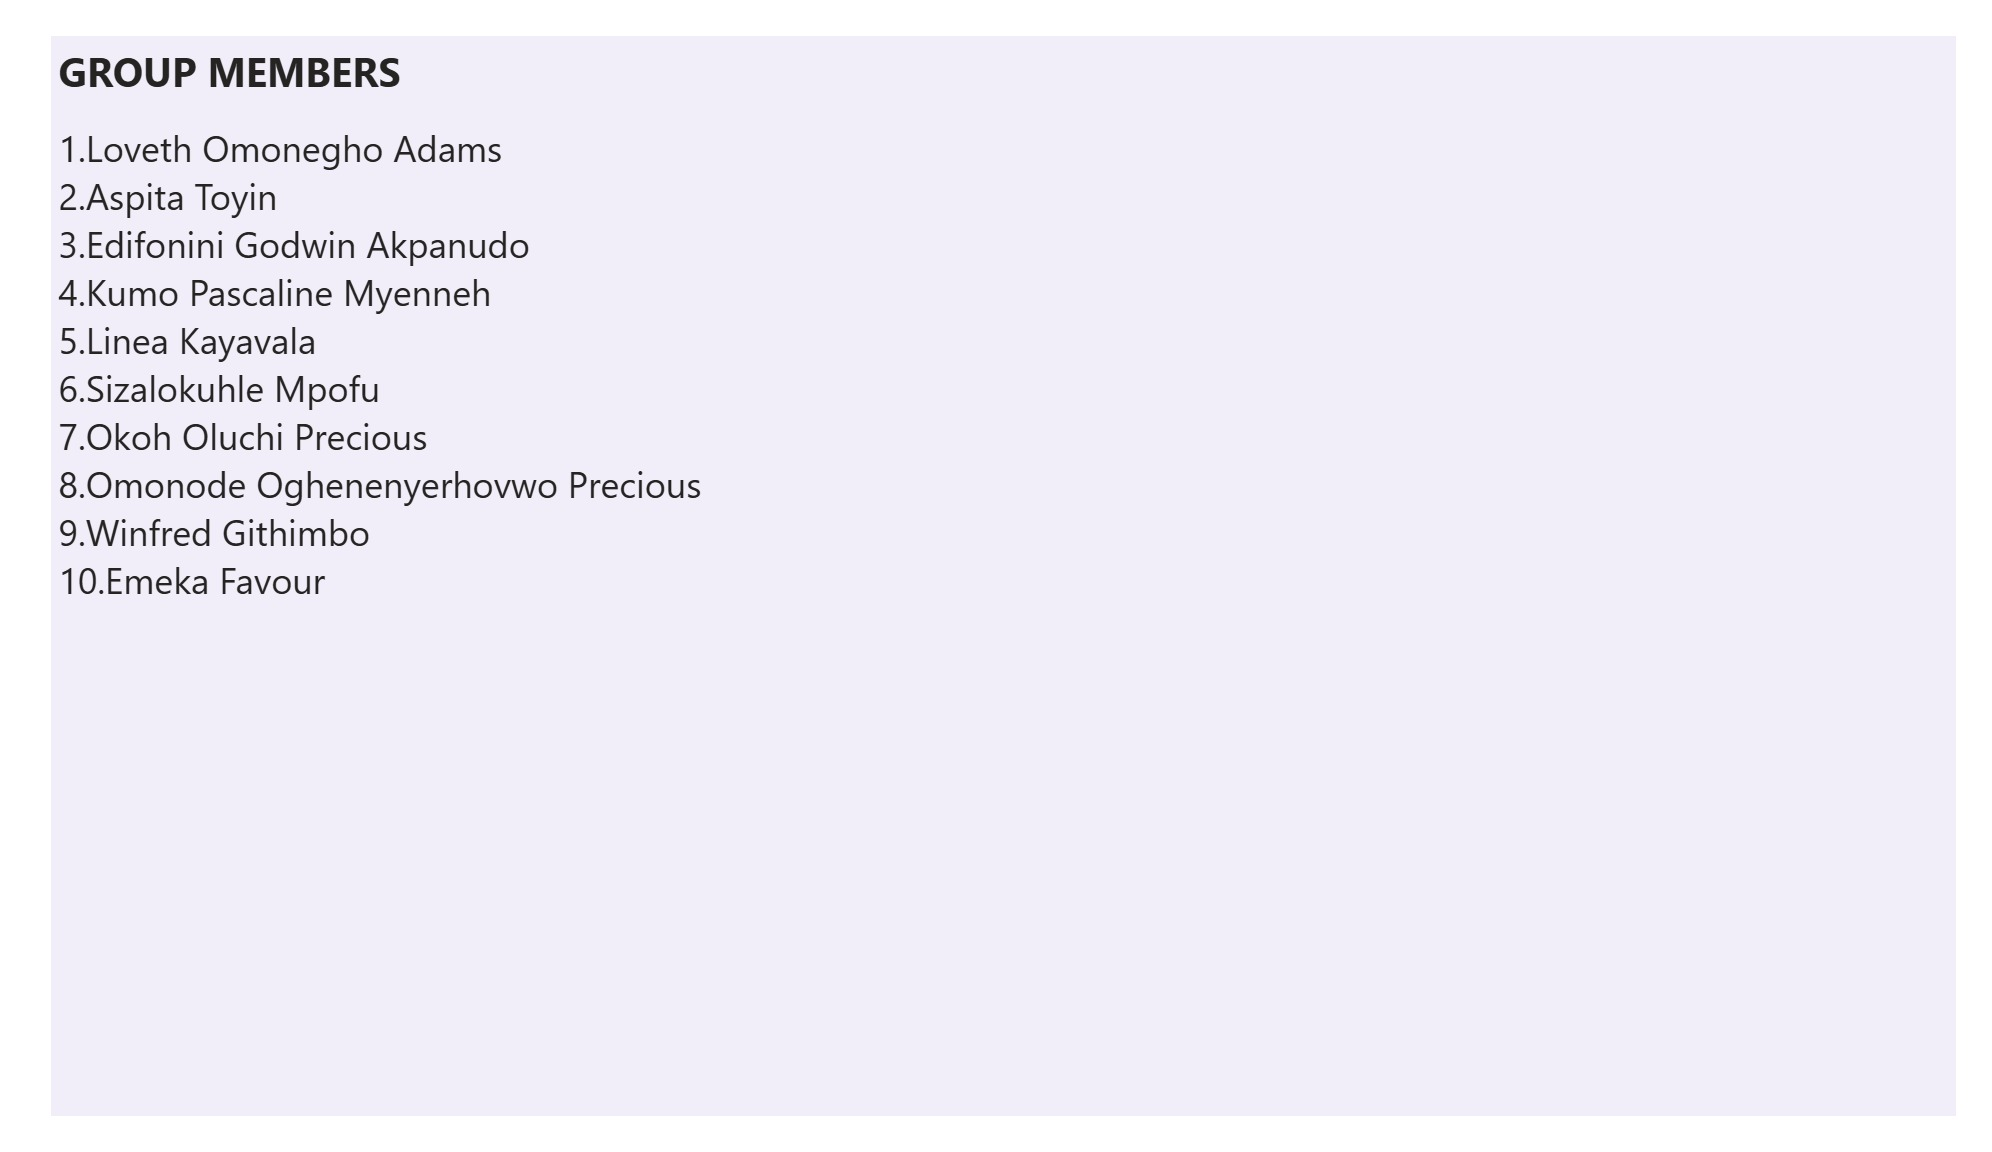 GROUP MEMBERS
1.Loveth Omonegho Adams
2.Aspita Toyin
3.Edifonini Godwin Akpanudo
4.Kumo Pascaline Myenneh
5.Linea Kayavala
6.Sizalokuhle Mpofu
7.Okoh Oluchi Precious
8.Omonode Oghenenyerhovwo Precious
9.Winfred Githimbo
10.Emeka Favour